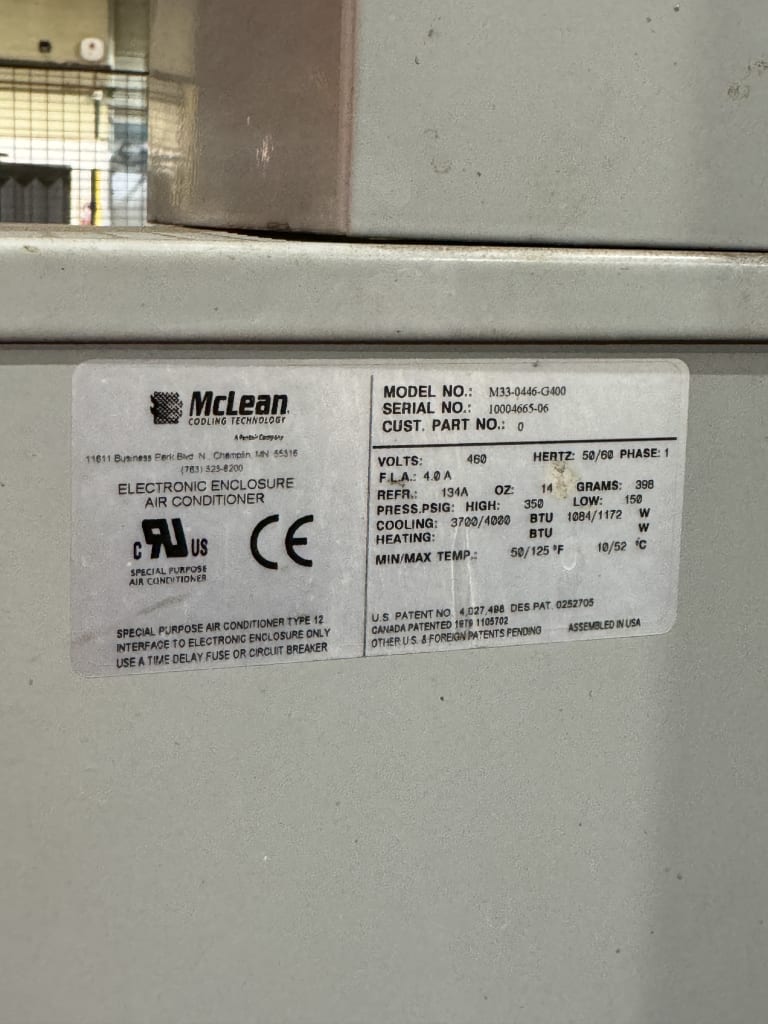 McLean
COOLING TECHNOLOGY
A Pentair Company
11611 Business Park Blvd N., Champlin, MN 55316
(763) 323-8200
ELECTRONIC ENCLOSURE
AIR CONDITIONER
C RU US
CE
SPECIAL PURPOSE
AIR CONDITIONER
SPECIAL PURPOSE AIR CONDITIONER TYPE 12
INTERFACE TO ELECTRONIC ENCLOSURE ONLY
USE A TIME DELAY FUSE OR CIRCUIT BREAKER
MODEL NO.: M33-0446-G400
SERIAL NO.: 10004665-06
CUST. PART NO.: 0
VOLTS: 460 HERTZ: 50/60 PHASE: 1
F.L.A.: 4.0 A
REFR.: 134A OZ: 14 GRAMS: 398
PRESS.PSIG: HIGH: 350 LOW: 150
COOLING: 3700/4000 BTU 1084/1172 W
HEATING: BTU W
MIN/MAX TEMP.: 50/125 °F 10/52 °C
U.S. PATENT NO. 4,027,498 DES.PAT. 0252705
CANADA PATENTED 1979 1105702
OTHER U.S. & FOREIGN PATENTS PENDING ASSEMBLED IN USA